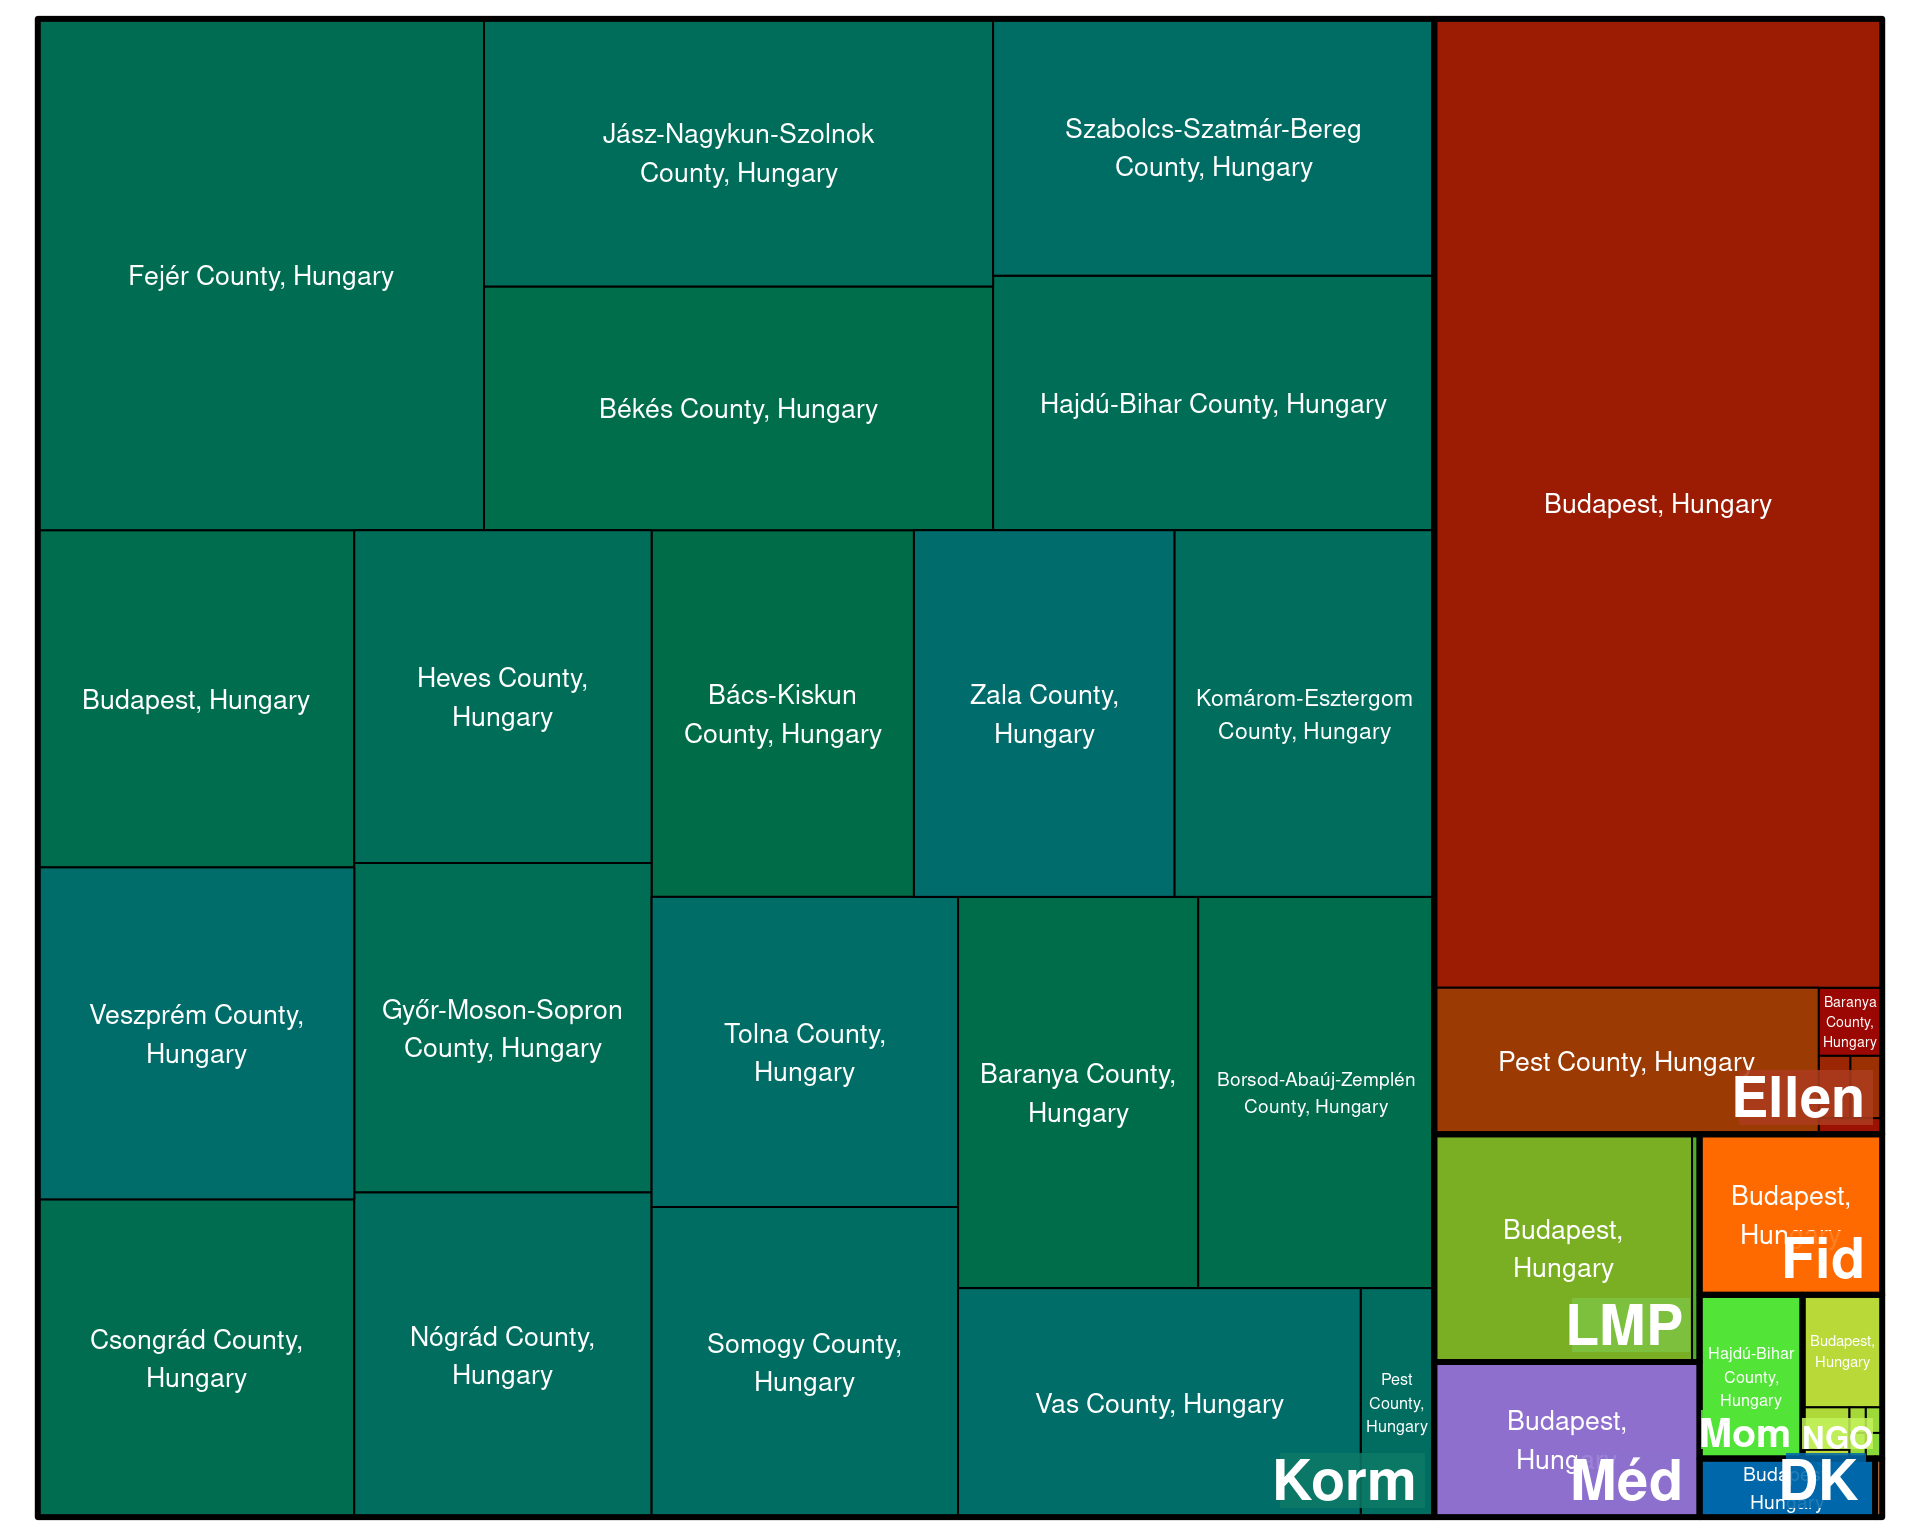 Fejér County, Hungary
Jász-Nagykun-Szolnok
County, Hungary
Szabolcs-Szatmár-Bereg
County, Hungary
Békés County, Hungary
Hajdú-Bihar County, Hungary
Budapest, Hungary
Heves County,
Hungary
Bács-Kiskun
County, Hungary
Zala County,
Hungary
Komárom-Esztergom
County, Hungary
Veszprém County,
Hungary
Győr-Moson-Sopron
County, Hungary
Tolna County,
Hungary
Baranya County,
Hungary
Borsod-Abaúj-Zemplén
County, Hungary
Csongrád County,
Hungary
Nógrád County,
Hungary
Somogy County,
Hungary
Vas County, Hungary
Pest
County,
Hungary
Korm
Budapest, Hungary
Pest County, Hungary
Baranya
County,
Hungary
Ellen
Budapest,
Hungary
LMP
Budapest,
Hungary
Fid
Hajdú-Bihar
County,
Hungary
Mom
Budapest,
Hungary
NGO
Budapest,
Hungary
Méd
Budapest,
Hungary
DK